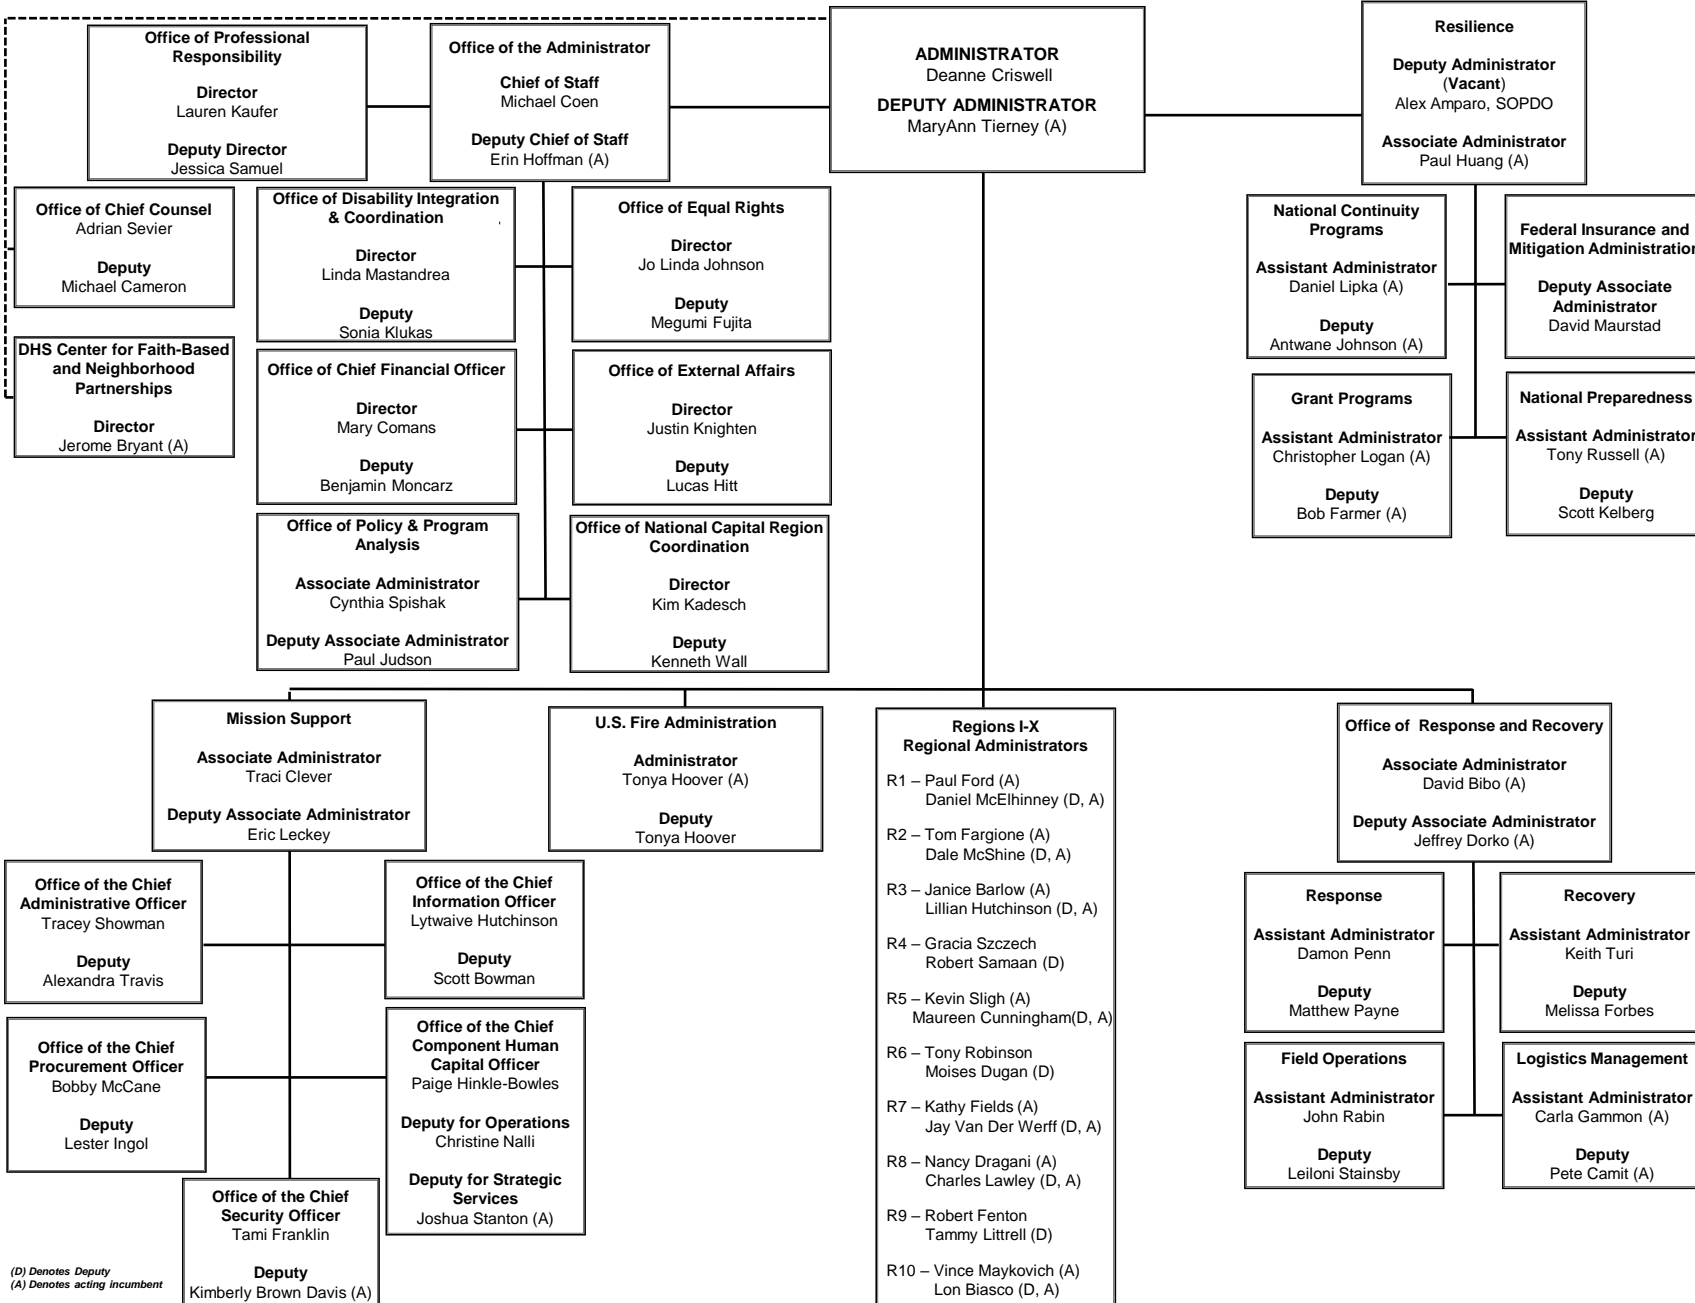 Office of Professional
Responsibility
Director
Lauren Kaufer
Deputy Director
Jessica Samuel
Office of the Administrator
Chief of Staff
Michael Coen
Deputy Chief of Staff
Erin Hoffman (A)
ADMINISTRATOR
Deanne Criswell
DEPUTY ADMINISTRATOR
MaryAnn Tierney (A)
Resilience
Deputy Administrator
(Vacant)
Alex Amparo, SOPDO
Associate Administrator
Paul Huang (A)
Office of Chief Counsel
Adrian Sevier
Deputy
Michael Cameron
Office of Disability Integration
& Coordination
Director
Linda Mastandrea
Deputy
Sonia Klukas
Office of Equal Rights
Director
Jo Linda Johnson
Deputy
Megumi Fujita
National Continuity
Programs
Assistant Administrator
Daniel Lipka (A)
Deputy
Antwane Johnson (A)
Federal Insurance and
Mitigation Administration
Deputy Associate
Administrator
David Maurstad
DHS Center for Faith-Based
and Neighborhood
Partnerships
Director
Jerome Bryant (A)
Office of Chief Financial Officer
Director
Mary Comans
Deputy
Benjamin Moncarz
Office of External Affairs
Director
Justin Knighten
Deputy
Lucas Hitt
Grant Programs
Assistant Administrator
Christopher Logan (A)
Deputy
Bob Farmer (A)
National Preparedness
Assistant Administrator
Tony Russell (A)
Deputy
Scott Kelberg
Office of Policy & Program
Analysis
Associate Administrator
Cynthia Spishak
Deputy Associate Administrator
Paul Judson
Office of National Capital Region
Coordination
Director
Kim Kadesch
Deputy
Kenneth Wall
Mission Support
Associate Administrator
Traci Clever
Deputy Associate Administrator
Eric Leckey
U.S. Fire Administration
Administrator
Tonya Hoover (A)
Deputy
Tonya Hoover
Regions I-X
Regional Administrators
R1 – Paul Ford (A)
Daniel McElhinney (D, A)
R2 – Tom Fargione (A)
Dale McShine (D, A)
R3 – Janice Barlow (A)
Lillian Hutchinson (D, A)
R4 – Gracia Szczech
Robert Samaan (D)
R5 – Kevin Sligh (A)
Maureen Cunningham(D, A)
R6 – Tony Robinson
Moises Dugan (D)
R7 – Kathy Fields (A)
Jay Van Der Werff (D, A)
R8 – Nancy Dragani (A)
Charles Lawley (D, A)
R9 – Robert Fenton
Tammy Littrell (D)
R10 – Vince Maykovich (A)
Lon Biasco (D, A)
Office of Response and Recovery
Associate Administrator
David Bibo (A)
Deputy Associate Administrator
Jeffrey Dorko (A)
Office of the Chief
Administrative Officer
Tracey Showman
Deputy
Alexandra Travis
Office of the Chief
Information Officer
Lytwaive Hutchinson
Deputy
Scott Bowman
Response
Assistant Administrator
Damon Penn
Deputy
Matthew Payne
Recovery
Assistant Administrator
Keith Turi
Deputy
Melissa Forbes
Office of the Chief
Procurement Officer
Bobby McCane
Deputy
Lester Ingol
Office of the Chief
Component Human
Capital Officer
Paige Hinkle-Bowles
Deputy for Operations
Christine Nalli
Deputy for Strategic
Services
Joshua Stanton (A)
Field Operations
Assistant Administrator
John Rabin
Deputy
Leiloni Stainsby
Logistics Management
Assistant Administrator
Carla Gammon (A)
Deputy
Pete Camit (A)
Office of the Chief
Security Officer
Tami Franklin
Deputy
Kimberly Brown Davis (A)
(D) Denotes Deputy
(A) Denotes acting incumbent